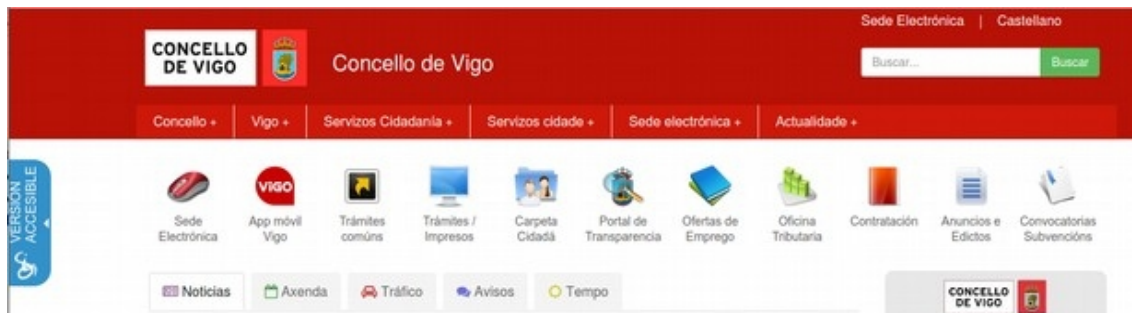 Sede Electrónica | Castellano
CONCELLO
DE VIGO
Concello de Vigo
Buscar...
Buscar
Concello +
Vigo +
Servizos Cidadanía +
Servizos cidade +
Sede electrónica +
Actualidade +
VERSIÓN
ACCESIBLE
VIGO
Sede
Electrónica
App móvil
Vigo
Trámites
comúns
Trámites /
Impresos
Carpeta
Cidadá
Portal de
Transparencia
Ofertas de
Emprego
Oficina
Tributaria
Contratación
Anuncios e
Edictos
Convocatorias
Subvencións
Noticias
Axenda
Tráfico
Avisos
Tempo
CONCELLO
DE VIGO